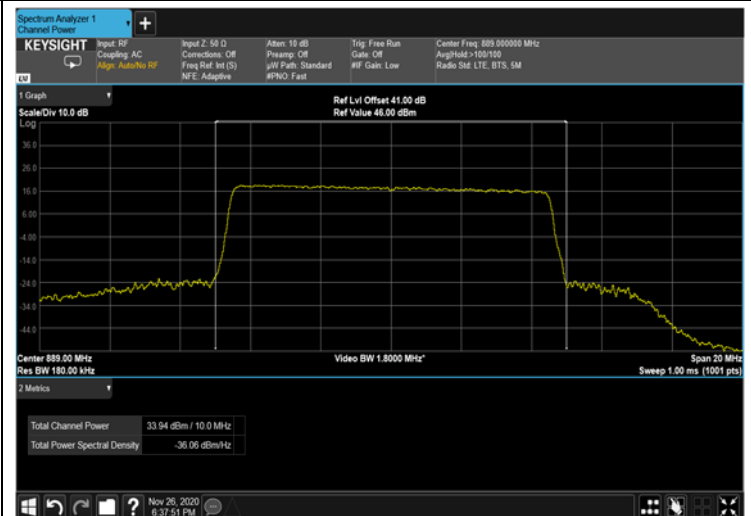 Spectrum Analyzer 1
Channel Power
+
KEYSIGHT
Input: RF
Coupling: AC
Align: Auto/No RF
Input Z: 50 Ω
Corrections: Off
Freq Ref: Int (S)
NFE: Adaptive
Atten: 10 dB
Preamp: Off
µW Path: Standard
#PNO: Fast
Trig: Free Run
Gate: Off
#IF Gain: Low
Center Freq: 889.000000 MHz
Avg|Hold:>100/100
Radio Std: LTE, BTS, 5M
1 Graph
Scale/Div 10.0 dB
Ref Lvl Offset 41.00 dB
Ref Value 46.00 dBm
Log
36.0
26.0
16.0
6.00
-4.00
-14.0
-24.0
-34.0
-44.0
Center 889.00 MHz
Res BW 180.00 kHz
Video BW 1.8000 MHz*
Span 20 MHz
Sweep 1.00 ms (1001 pts)
2 Metrics
Total Channel Power 33.94 dBm / 10.0 MHz
Total Power Spectral Density -36.06 dBm/Hz
?
Nov 26, 2020
6:37:51 PM